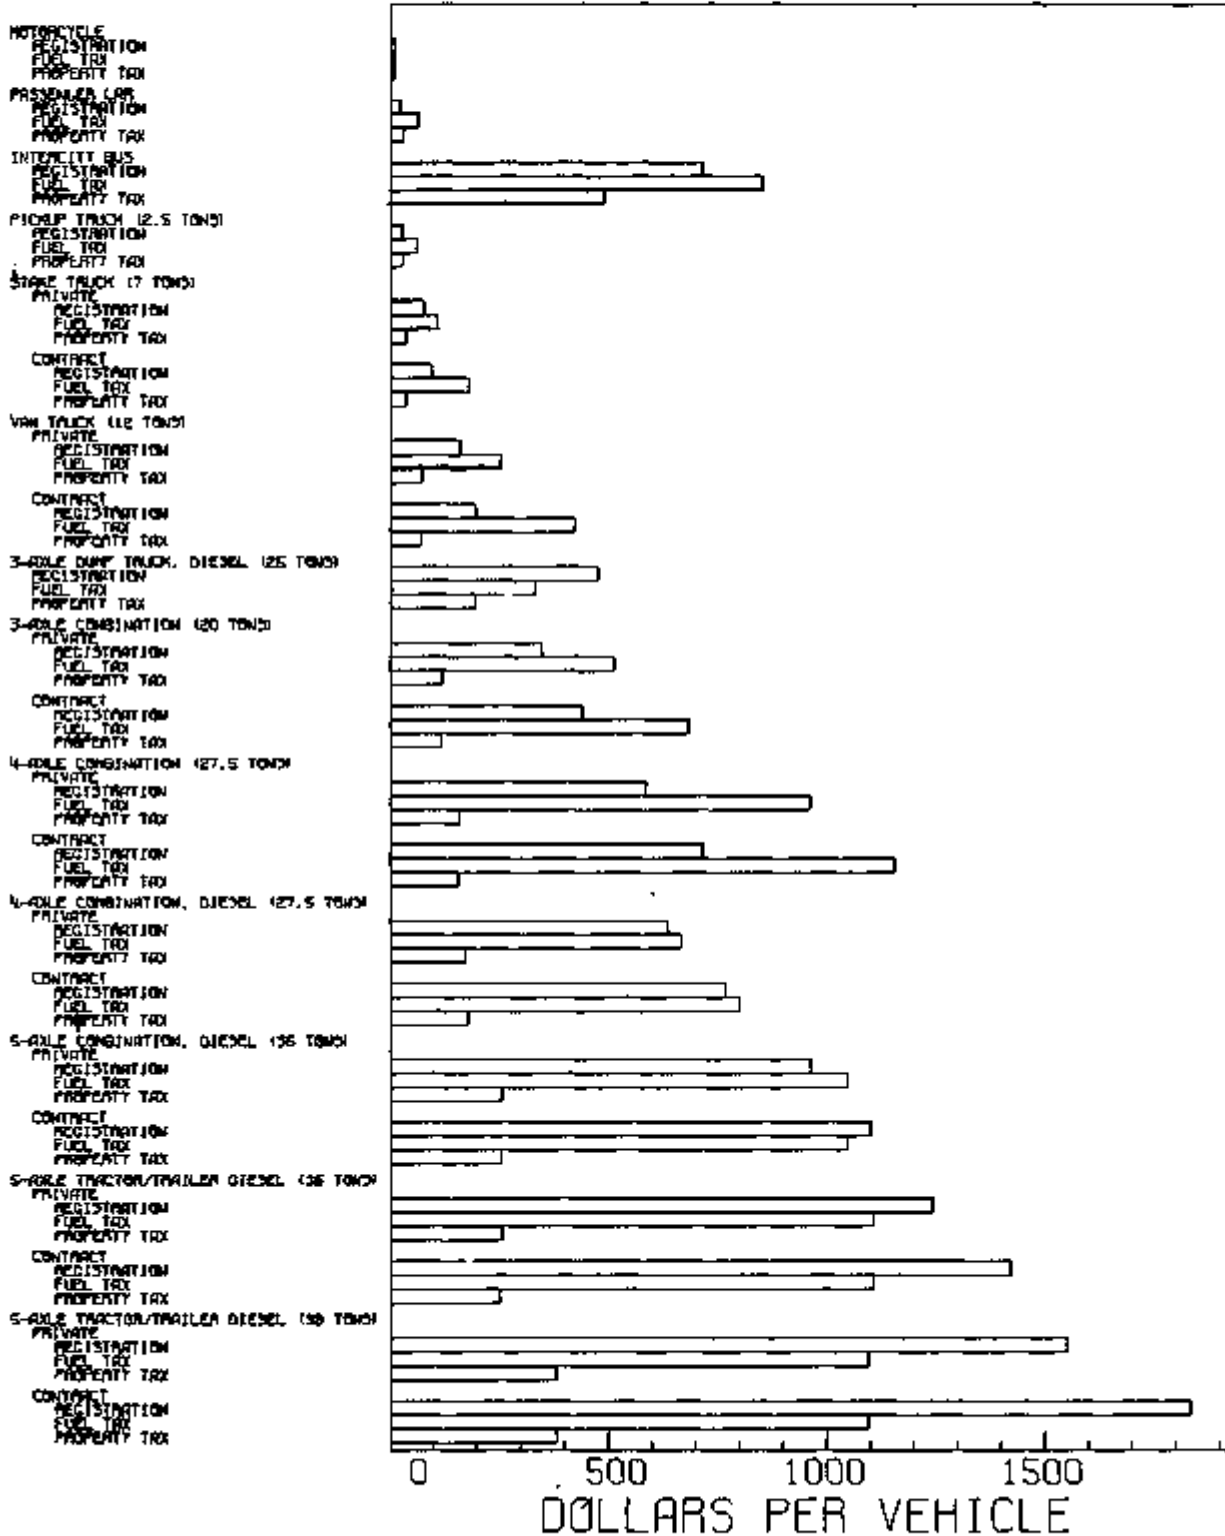 MOTORCYCLE
REGISTRATION
FUEL TAX
PROPERTY TAX
PASSENGER CAR
REGISTRATION
FUEL TAX
PROPERTY TAX
INTERCITY BUS
REGISTRATION
FUEL TAX
PROPERTY TAX
PICKUP TRUCK (2.5 TONS)
REGISTRATION
FUEL TAX
PROPERTY TAX
STAKE TRUCK (7 TONS)
PRIVATE
REGISTRATION
FUEL TAX
PROPERTY TAX
CONTRACT
REGISTRATION
FUEL TAX
PROPERTY TAX
VAN TRUCK (12 TONS)
PRIVATE
REGISTRATION
FUEL TAX
PROPERTY TAX
CONTRACT
REGISTRATION
FUEL TAX
PROPERTY TAX
3-AXLE DUMP TRUCK, DIESEL (25 TONS)
REGISTRATION
FUEL TAX
PROPERTY TAX
3-AXLE COMBINATION (20 TONS)
PRIVATE
REGISTRATION
FUEL TAX
PROPERTY TAX
CONTRACT
REGISTRATION
FUEL TAX
PROPERTY TAX
4-AXLE COMBINATION (27.5 TONS)
PRIVATE
REGISTRATION
FUEL TAX
PROPERTY TAX
CONTRACT
REGISTRATION
FUEL TAX
PROPERTY TAX
4-AXLE COMBINATION, DIESEL (27.5 TONS)
PRIVATE
REGISTRATION
FUEL TAX
PROPERTY TAX
CONTRACT
REGISTRATION
FUEL TAX
PROPERTY TAX
5-AXLE COMBINATION, DIESEL (36 TONS)
PRIVATE
REGISTRATION
FUEL TAX
PROPERTY TAX
CONTRACT
REGISTRATION
FUEL TAX
PROPERTY TAX
5-AXLE TRACTOR/TRAILER DIESEL (36 TONS)
PRIVATE
REGISTRATION
FUEL TAX
PROPERTY TAX
CONTRACT
REGISTRATION
FUEL TAX
PROPERTY TAX
5-AXLE TRACTOR/TRAILER DIESEL TONS)
PRIVATE
REGISTRATION
FUEL TAX
PROPERTY TAX
CONTRACT
REGISTRATION
FUEL TAX
PROPERTY TAX
0 500 1000 1500
DOLLARS PER VEHICLE